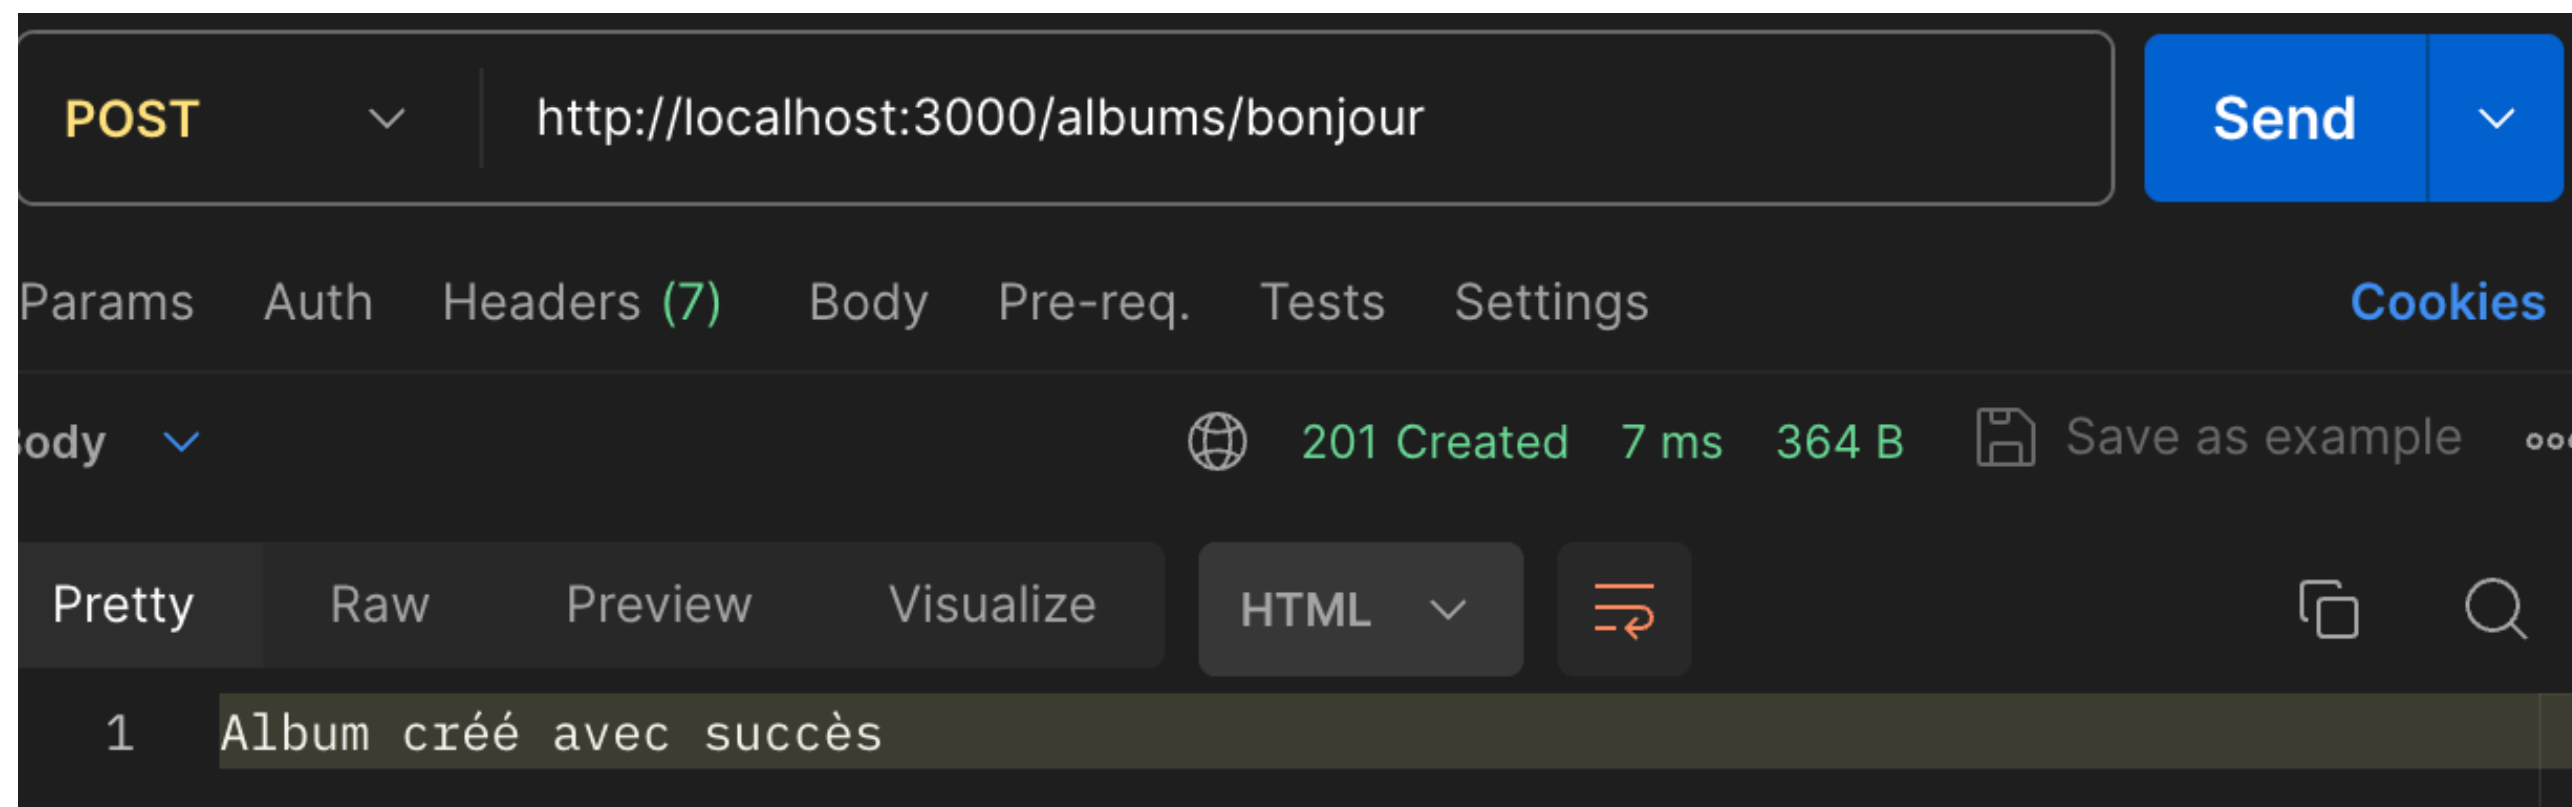 POST http://localhost:3000/albums/bonjour Send
Params Auth Headers (7) Body Pre-req. Tests Settings Cookies
ody 201 Created 7 ms 364 B Save as example
Pretty Raw Preview Visualize HTML
1 Album créé avec succès